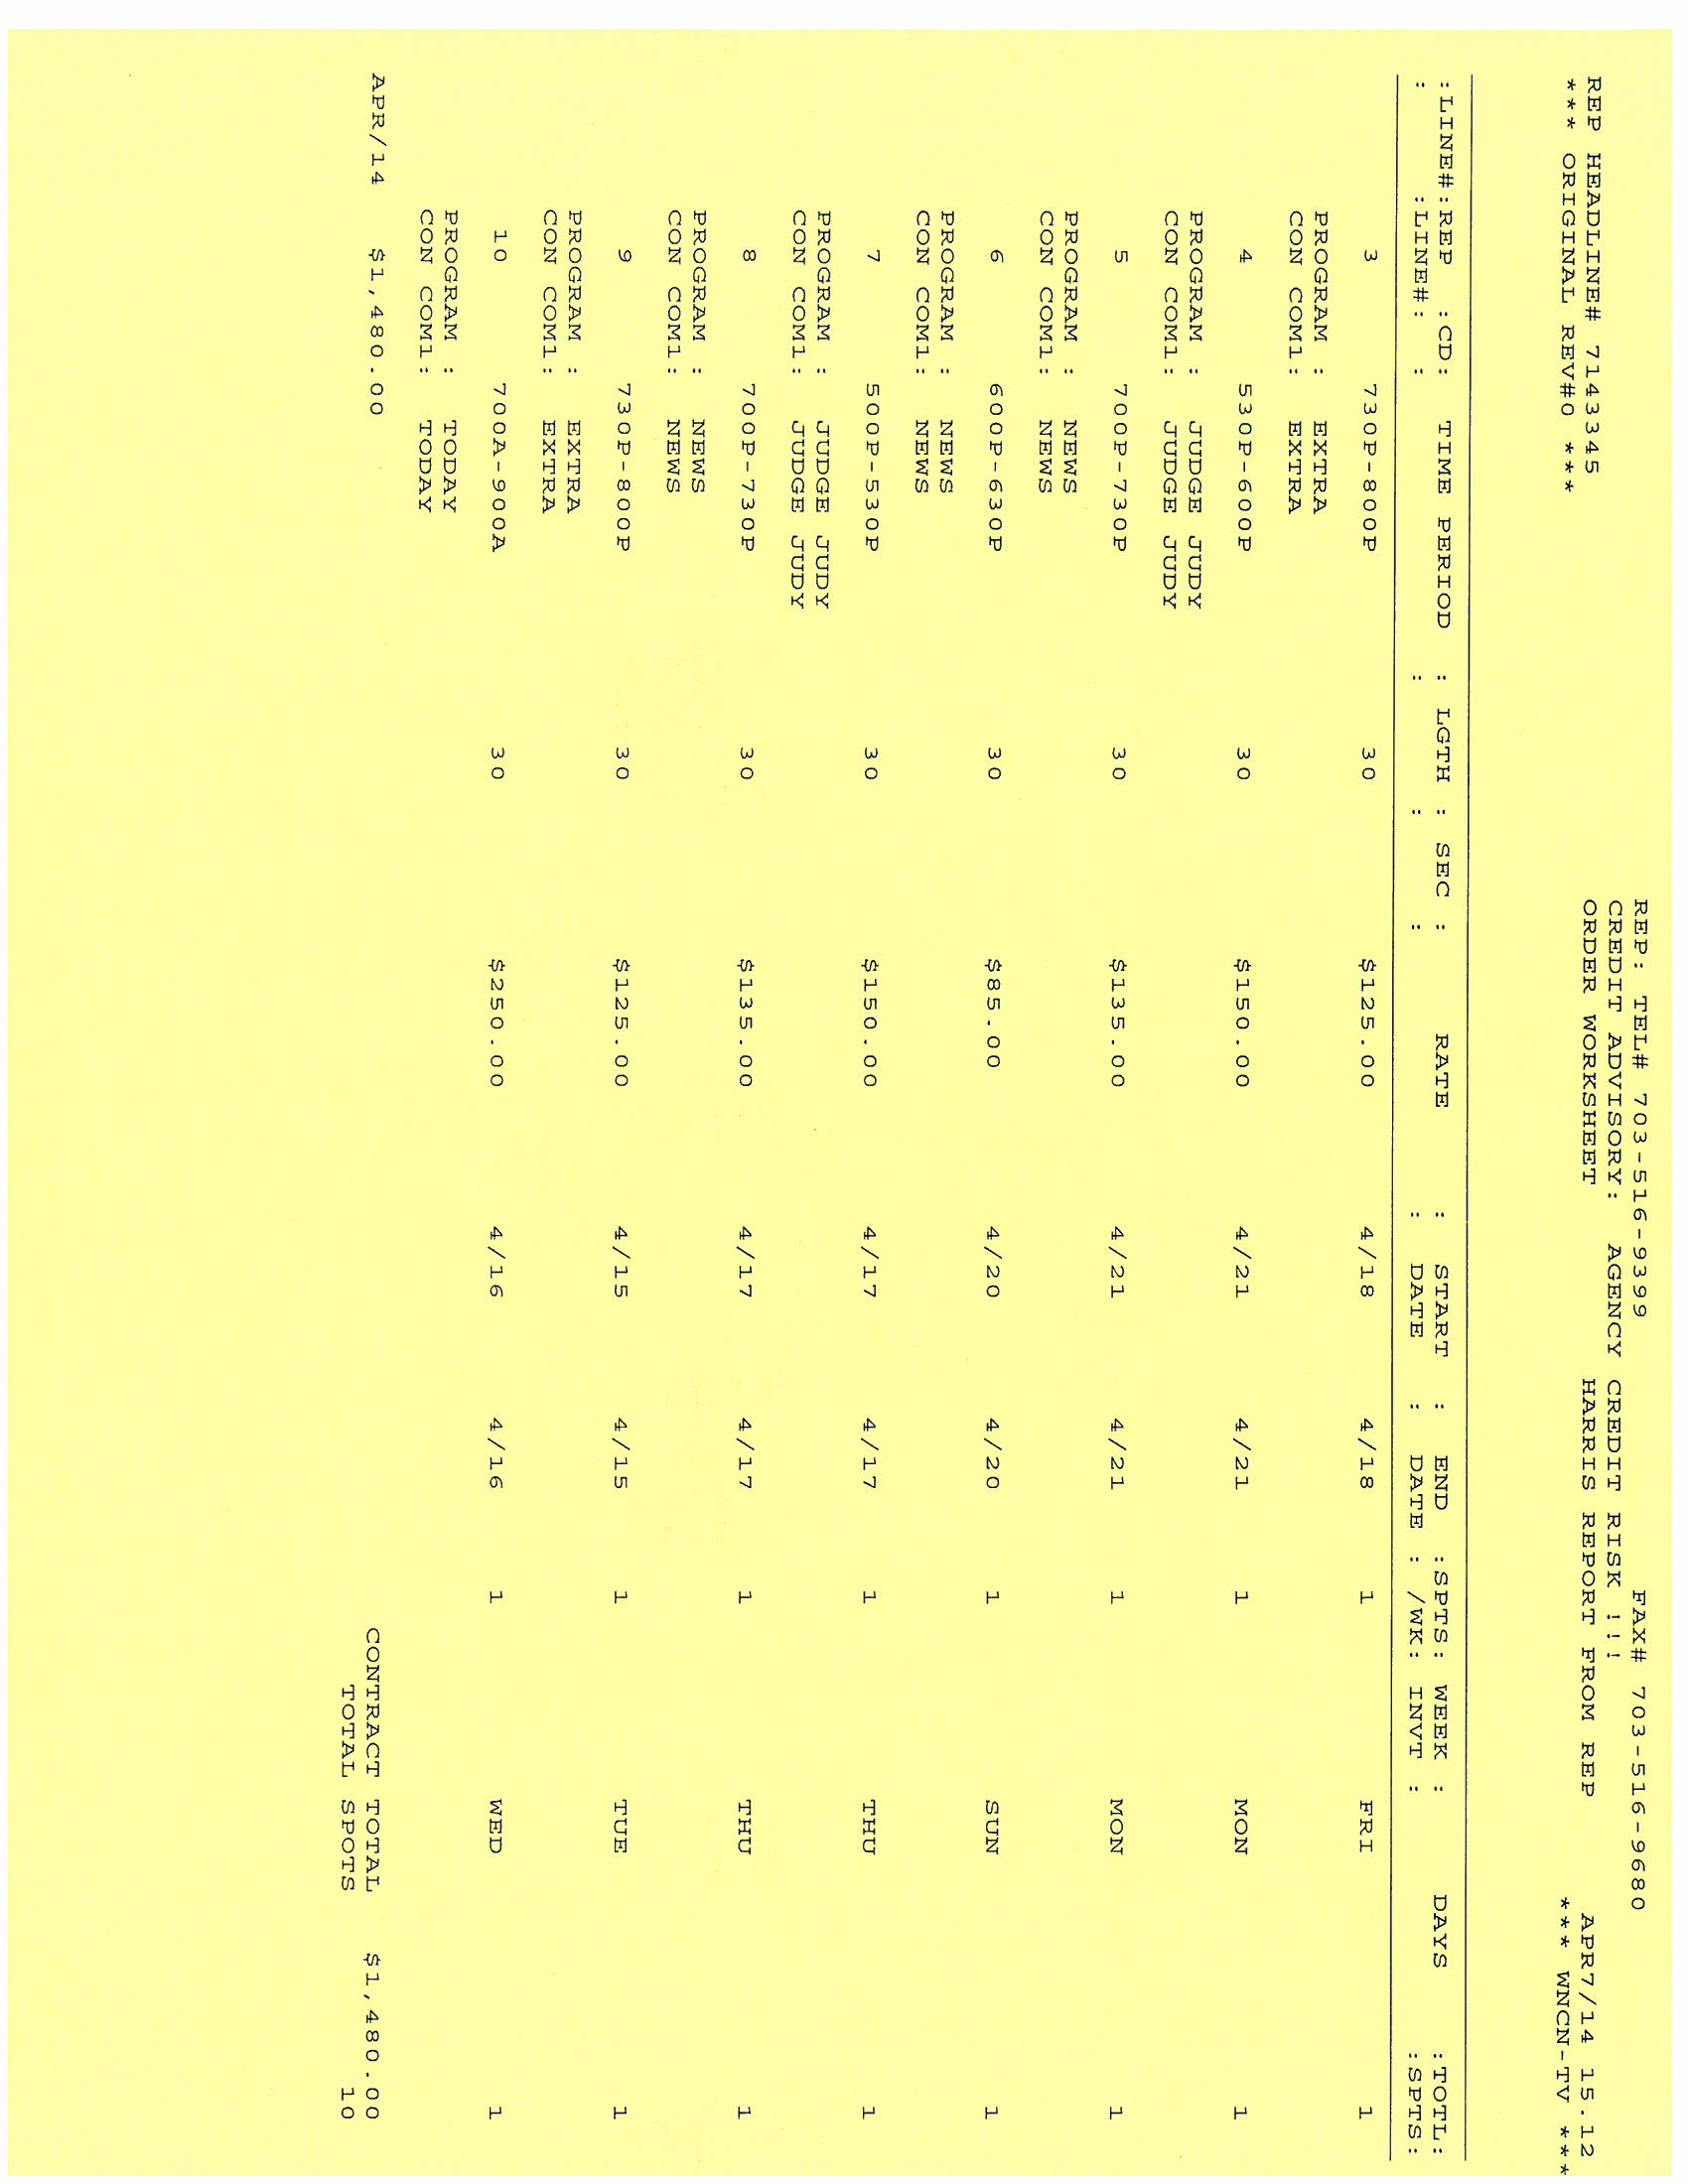 REP: TEL# 703-516-9399 FAX# 703-516-9680
CREDIT ADVISORY: AGENCY CREDIT RISK !!!
REP HEADLINE# 7143345 ORDER WORKSHEET HARRIS REPORT FROM REP APR7/14 15.12
*** ORIGINAL REV#0 *** *** WNCN-TV ***
:LINE#:REP :CD: TIME PERIOD : LGTH : SEC : RATE : START : END :SPTS: WEEK : DAYS :TOTL:
: :LINE#: : : : : : DATE : DATE : /WK: INVT : :SPTS:
3 730P-800P 30 $125.00 4/18 4/18 1 FRI 1
PROGRAM : EXTRA
CON COM1: EXTRA
4 530P-600P 30 $150.00 4/21 4/21 1 MON 1
PROGRAM : JUDGE JUDY
CON COM1: JUDGE JUDY
5 700P-730P 30 $135.00 4/21 4/21 1 MON 1
PROGRAM : NEWS
CON COM1: NEWS
6 600P-630P 30 $85.00 4/20 4/20 1 SUN 1
PROGRAM : NEWS
CON COM1: NEWS
7 500P-530P 30 $150.00 4/17 4/17 1 THU 1
PROGRAM : JUDGE JUDY
CON COM1: JUDGE JUDY
8 700P-730P 30 $135.00 4/17 4/17 1 THU 1
PROGRAM : NEWS
CON COM1: NEWS
9 730P-800P 30 $125.00 4/15 4/15 1 TUE 1
PROGRAM : EXTRA
CON COM1: EXTRA
10 700A-900A 30 $250.00 4/16 4/16 1 WED 1
PROGRAM : TODAY
CON COM1: TODAY
APR/14 $1,480.00 CONTRACT TOTAL $1,480.00
TOTAL SPOTS 10